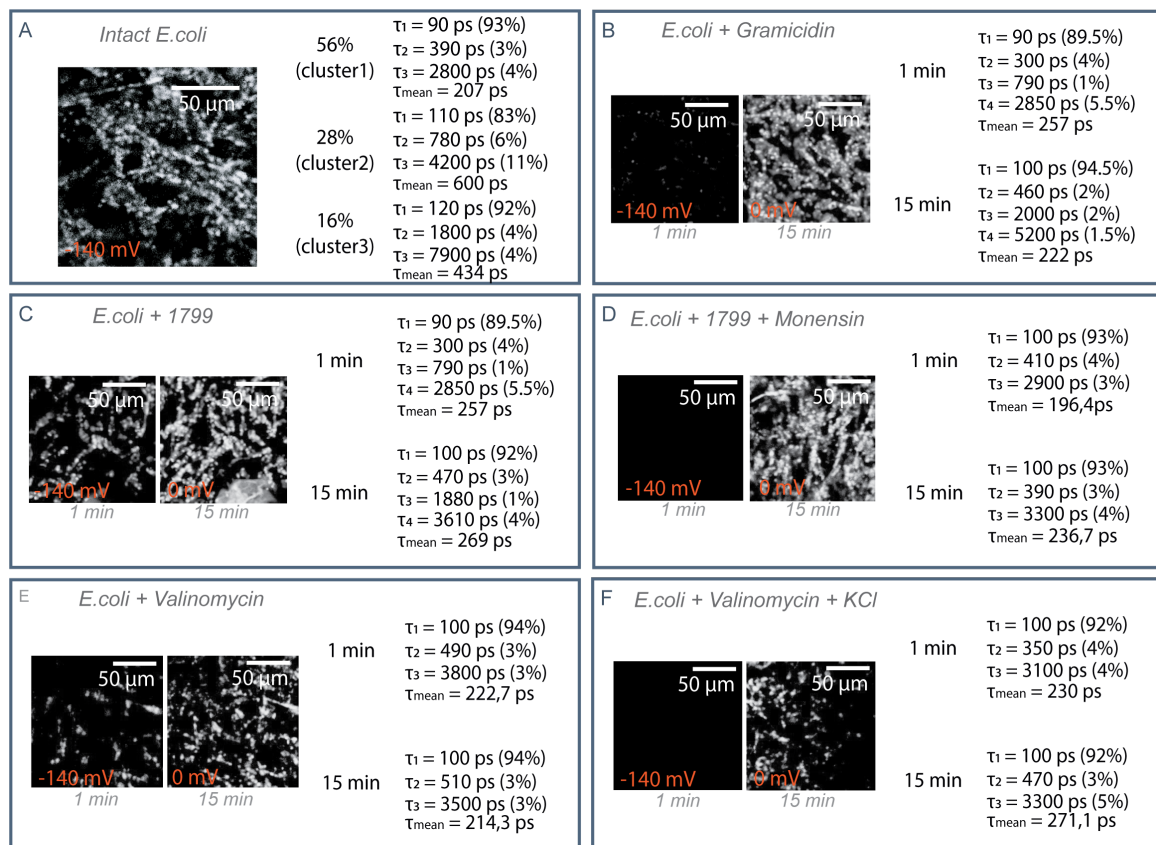 A
Intact E.coli
50 µm
-140 mV
56%
(cluster1)
τ1 = 90 ps (93%)
τ2 = 390 ps (3%)
τ3 = 2800 ps (4%)
τmean = 207 ps
28%
(cluster2)
τ1 = 110 ps (83%)
τ2 = 780 ps (6%)
τ3 = 4200 ps (11%)
τmean = 600 ps
16%
(cluster3)
τ1 = 120 ps (92%)
τ2 = 1800 ps (4%)
τ3 = 7900 ps (4%)
τmean = 434 ps
B
E.coli + Gramicidin
50 µm
50 µm
-140 mV
0 mV
1 min
15 min
1 min
τ1 = 90 ps (89.5%)
τ2 = 300 ps (4%)
τ3 = 790 ps (1%)
τ4 = 2850 ps (5.5%)
τmean = 257 ps
15 min
τ1 = 100 ps (94.5%)
τ2 = 460 ps (2%)
τ3 = 2000 ps (2%)
τ4 = 5200 ps (1.5%)
τmean = 222 ps
C
E.coli + 1799
50 µm
50 µm
-140 mV
0 mV
1 min
15 min
1 min
τ1 = 90 ps (89.5%)
τ2 = 300 ps (4%)
τ3 = 790 ps (1%)
τ4 = 2850 ps (5.5%)
τmean = 257 ps
15 min
τ1 = 100 ps (92%)
τ2 = 470 ps (3%)
τ3 = 1880 ps (1%)
τ4 = 3610 ps (4%)
τmean = 269 ps
D
E.coli + 1799 + Monensin
50 µm
50 µm
-140 mV
0 mV
1 min
15 min
1 min
τ1 = 100 ps (93%)
τ2 = 410 ps (4%)
τ3 = 2900 ps (3%)
τmean = 196,4ps
15 min
τ1 = 100 ps (93%)
τ2 = 390 ps (3%)
τ3 = 3300 ps (4%)
τmean = 236,7 ps
E
E.coli + Valinomycin
50 µm
50 µm
-140 mV
0 mV
1 min
15 min
1 min
τ1 = 100 ps (94%)
τ2 = 490 ps (3%)
τ3 = 3800 ps (3%)
τmean = 222,7 ps
15 min
τ1 = 100 ps (94%)
τ2 = 510 ps (3%)
τ3 = 3500 ps (3%)
τmean = 214,3 ps
F
E.coli + Valinomycin + KCl
50 µm
50 µm
-140 mV
0 mV
1 min
15 min
1 min
τ1 = 100 ps (92%)
τ2 = 350 ps (4%)
τ3 = 3100 ps (4%)
τmean = 230 ps
15 min
τ1 = 100 ps (92%)
τ2 = 470 ps (3%)
τ3 = 3300 ps (5%)
τmean = 271,1 ps